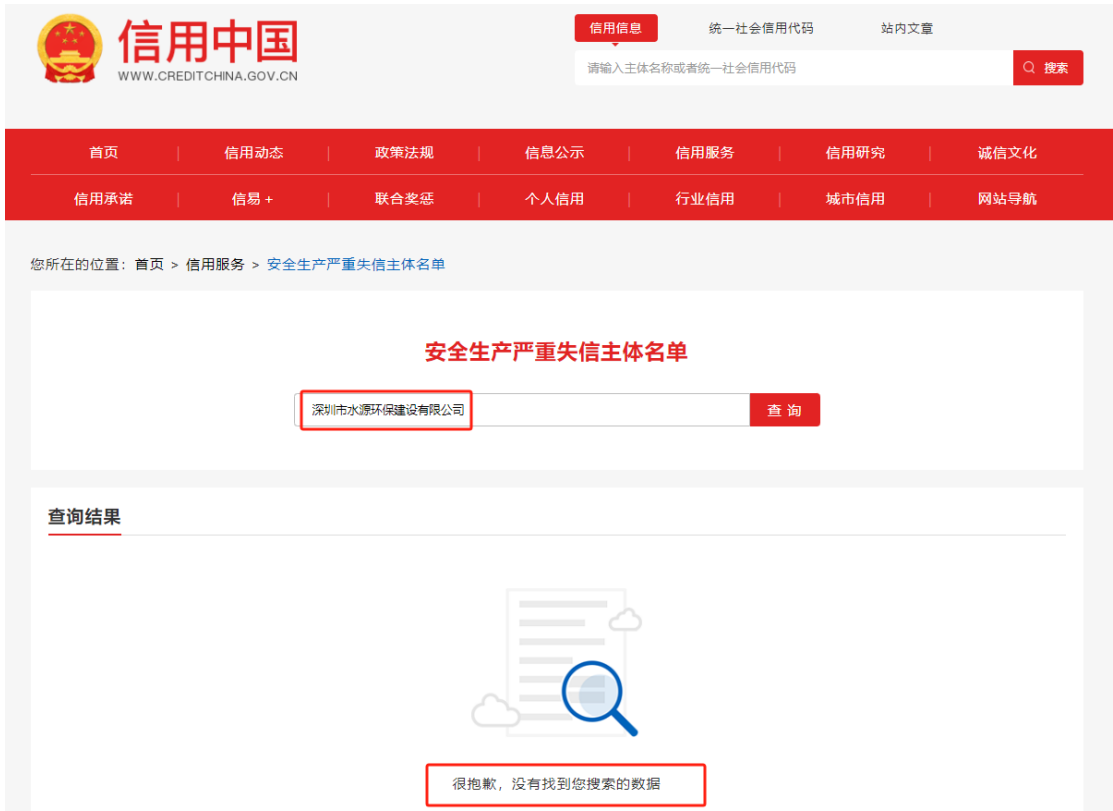 信用中国
WWW.CREDITCHINA.GOV.CN
信用信息 统一社会信用代码 站内文章
请输入主体名称或者统一社会信用代码 搜索
首页 信用动态 政策法规 信息公示 信用服务 信用研究 诚信文化
信用承诺 信易+ 联合奖惩 个人信用 行业信用 城市信用 网站导航
您所在的位置：首页 > 信用服务 > 安全生产严重失信主体名单
安全生产严重失信主体名单
深圳市水源环保建设有限公司 查询
查询结果
很抱歉，没有找到您搜索的数据